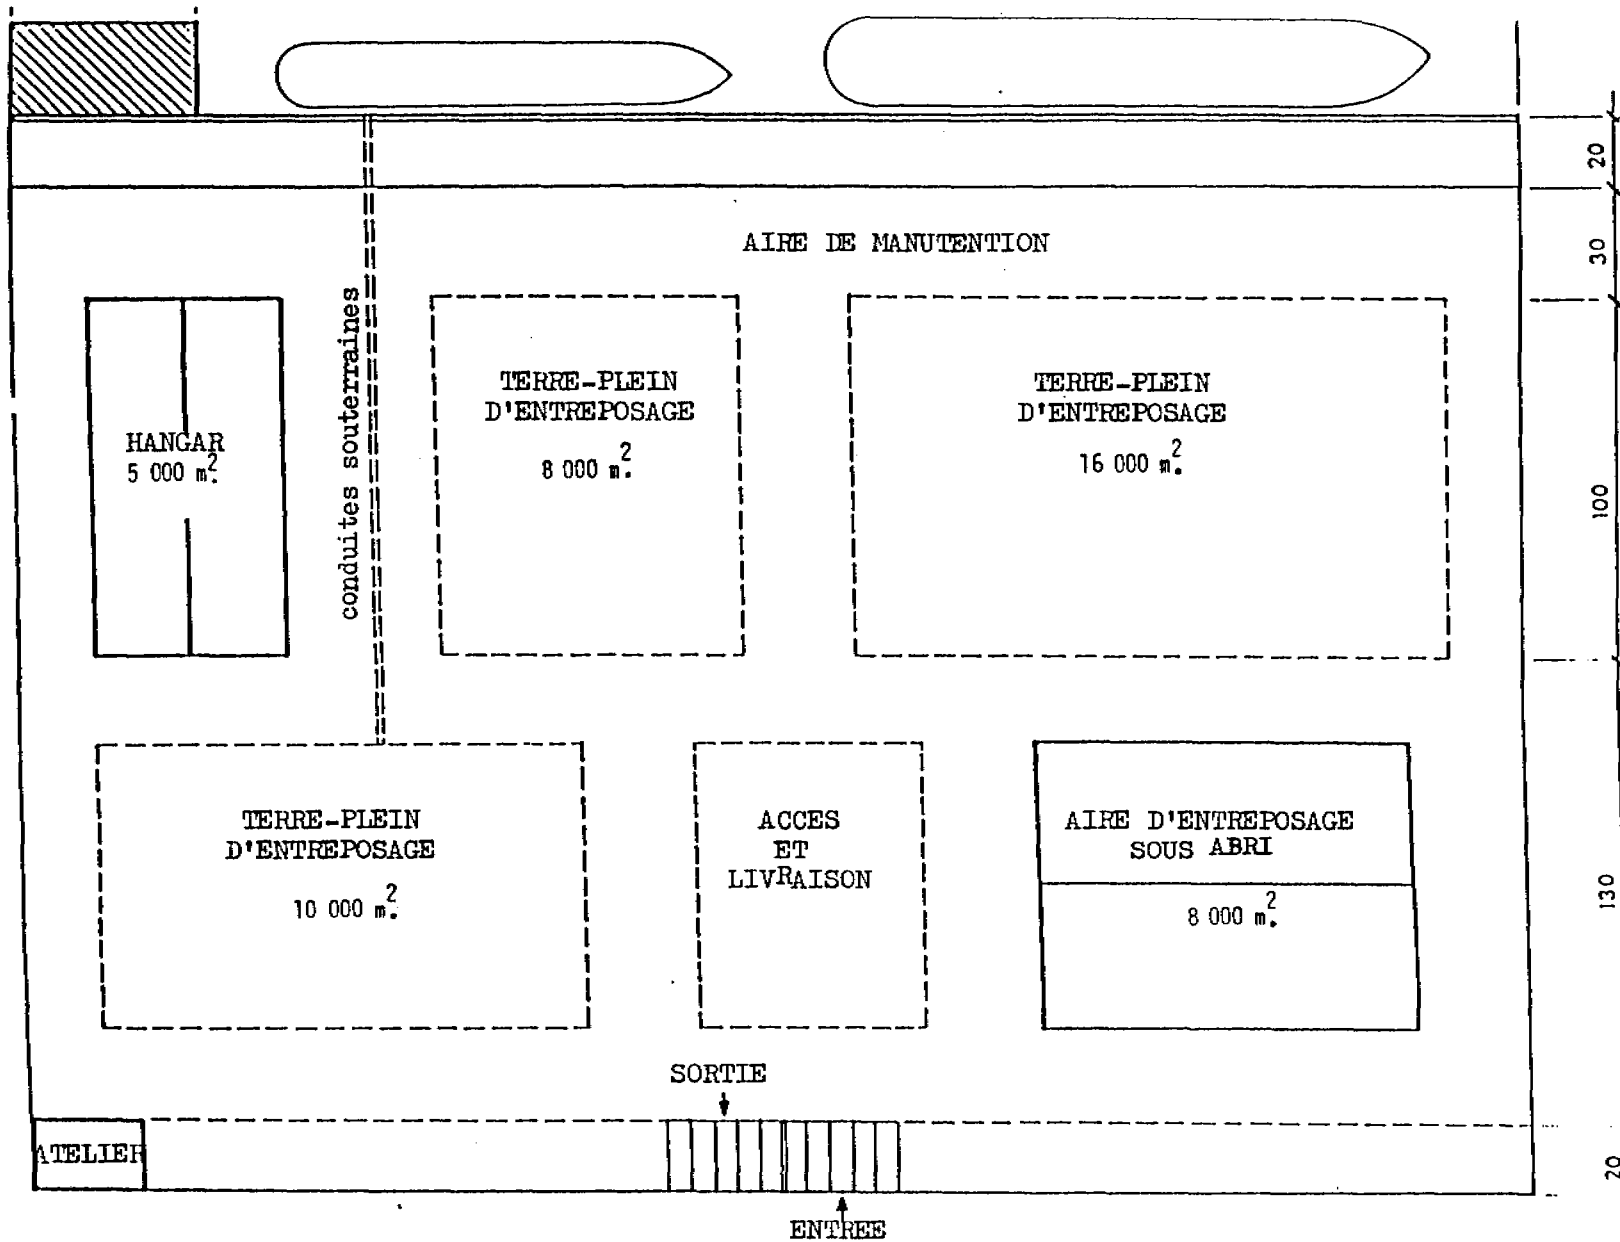 20
AIRE DE MANUTENTION
30
conduites souterraines
HANGAR
5 000 m².
TERRE-PLEIN
D'ENTREPOSAGE
8 000 m².
TERRE-PLEIN
D'ENTREPOSAGE
16 000 m².
100
TERRE-PLEIN
D'ENTREPOSAGE
10 000 m².
ACCES
ET
LIVRAISON
AIRE D'ENTREPOSAGE
SOUS ABRI
8 000 m².
130
SORTIE
ATELIER
20
ENTREE